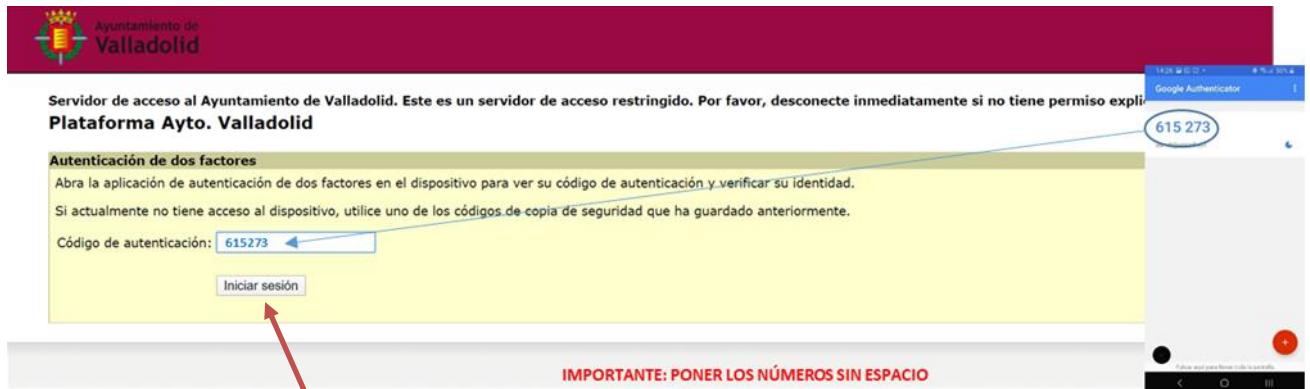 Ayuntamiento de
Valladolid
Servidor de acceso al Ayuntamiento de Valladolid. Este es un servidor de acceso restringido. Por favor, desconecte inmediatamente si no tiene permiso expli
Plataforma Ayto. Valladolid
Autenticación de dos factores
Abra la aplicación de autenticación de dos factores en el dispositivo para ver su código de autenticación y verificar su identidad.
Si actualmente no tiene acceso al dispositivo, utilice uno de los códigos de copia de seguridad que ha guardado anteriormente.
Código de autenticación: 615273
Iniciar sesión
IMPORTANTE: PONER LOS NÚMEROS SIN ESPACIO
Google Authenticator
615 273
+